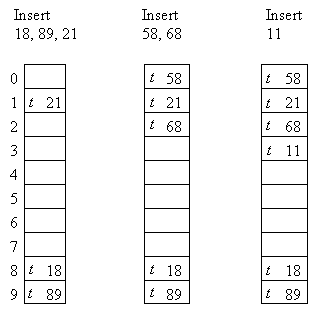 Insert Insert Insert
18, 89, 21 58, 68 11
0 t 58 t 58
1 t 21 t 21 t 21
2 t 68 t 68
3 t 11
4
5
6
7
8 t 18 t 18 t 18
9 t 89 t 89 t 89